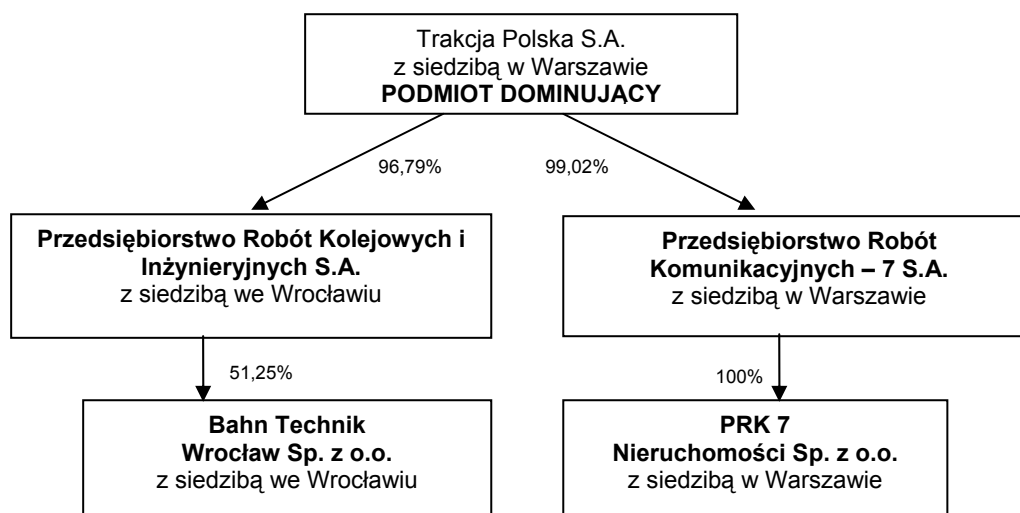 Trakcja Polska S.A.
z siedzibą w Warszawie
PODMIOT DOMINUJĄCY
96,79%
99,02%
Przedsiębiorstwo Robót Kolejowych i
Inżynieryjnych S.A.
z siedzibą we Wrocławiu
Przedsiębiorstwo Robót
Komunikacyjnych – 7 S.A.
z siedzibą w Warszawie
51,25%
100%
Bahn Technik
Wrocław Sp. z o.o.
z siedzibą we Wrocławiu
PRK 7
Nieruchomości Sp. z o.o.
z siedzibą w Warszawie